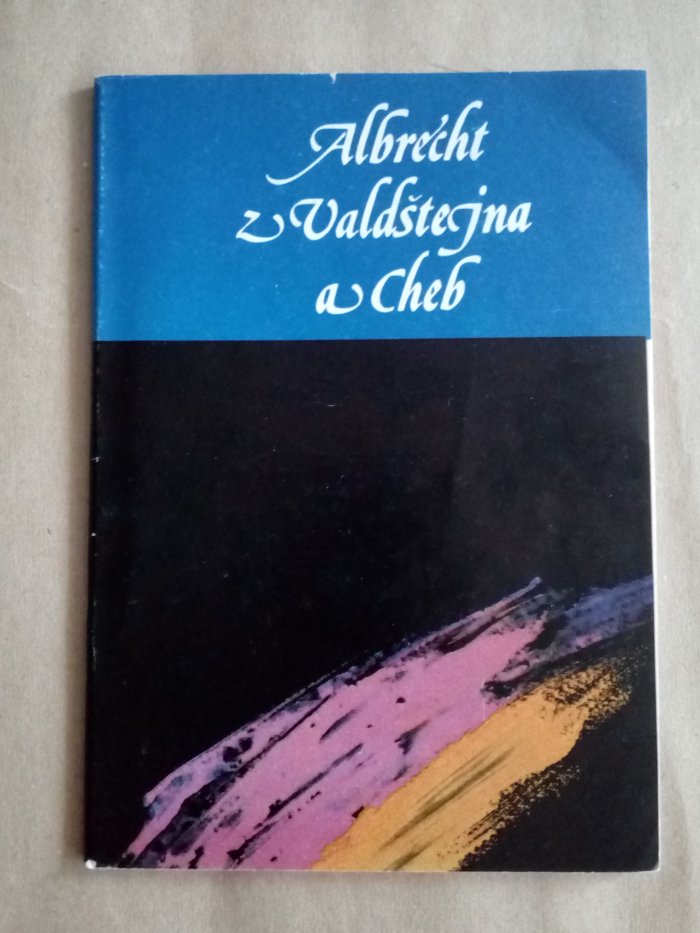 Albrecht
z Valdštejna
a Cheb